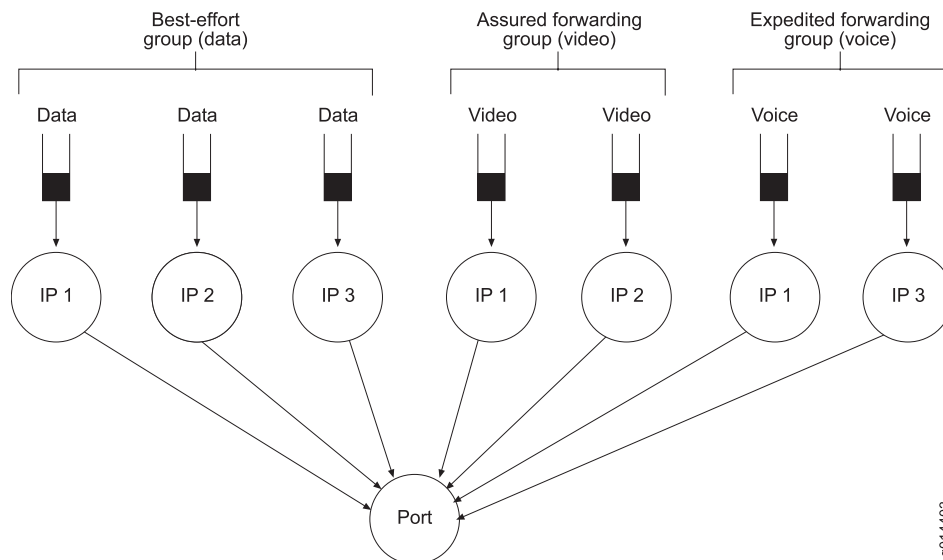 Best-effort
group (data)
Assured forwarding
group (video)
Expedited forwarding
group (voice)
Data
Data
Data
Video
Video
Voice
Voice
IP 1
IP 2
IP 3
IP 1
IP 2
IP 1
IP 3
Port